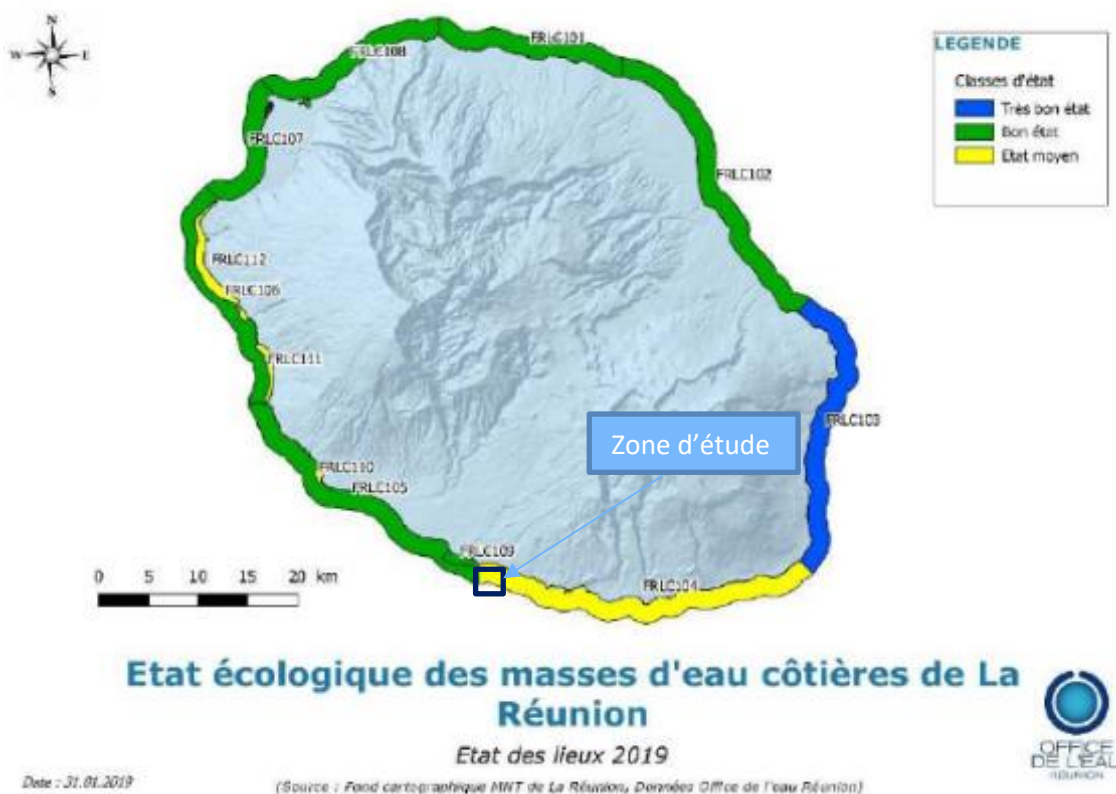 N
W E
S
LEGENDE
Classes d'état
Très bon état
Bon état
Etat moyen
FRLC101
FRLC108
FRLC107
FRLC102
FRLC112
FRLC106
FRLC111
FRLC103
Zone d'étude
FRLC110
FRLC105
FRLC109
FRLC104
0 5 10 15 20 km
Etat écologique des masses d'eau côtières de La
Réunion
Etat des lieux 2019
Date : 31.01.2019
(Source : Fond cartographique MNT de La Réunion, Données Office de l'eau Réunion)
OFFICE
DE L'EAU
RÉUNION